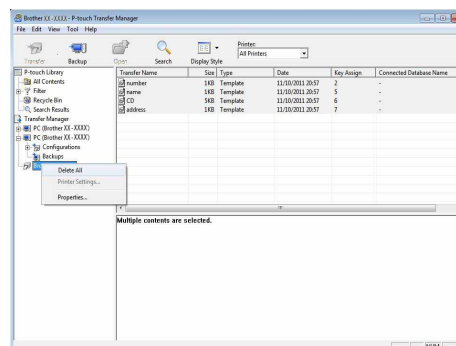 Brother XX-XXXX - P-touch Transfer Manager
File Edit View Tool Help
Transfer Backup Open Search Display Style
Printer:
All Printers
P-touch Library
All Contents
Filter
Recycle Bin
Search Results
Transfer Manager
PC (Brother XX-XXXX)
PC (Brother XX-XXXX)
Configurations
Backups
Delete All
Printer Settings...
Properties...
Transfer Name Size Type Date Key Assign Connected Database Name
number 1KB Template 11/10/2011 20:57 2 -
name 1KB Template 11/10/2011 20:57 5 -
CD 5KB Template 11/10/2011 20:57 6 -
address 1KB Template 11/10/2011 20:57 7 -
Multiple contents are selected.
NUM